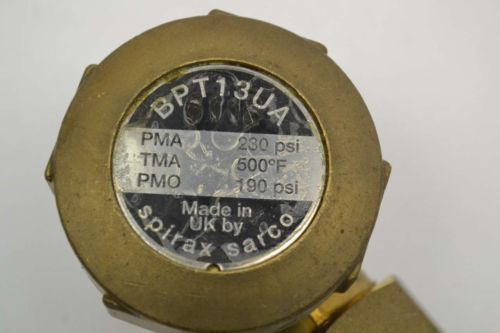 BPT13UA
PMA 230 psi
TMA 500°F
PMO 190 psi
Made in
UK by
spirax sarco